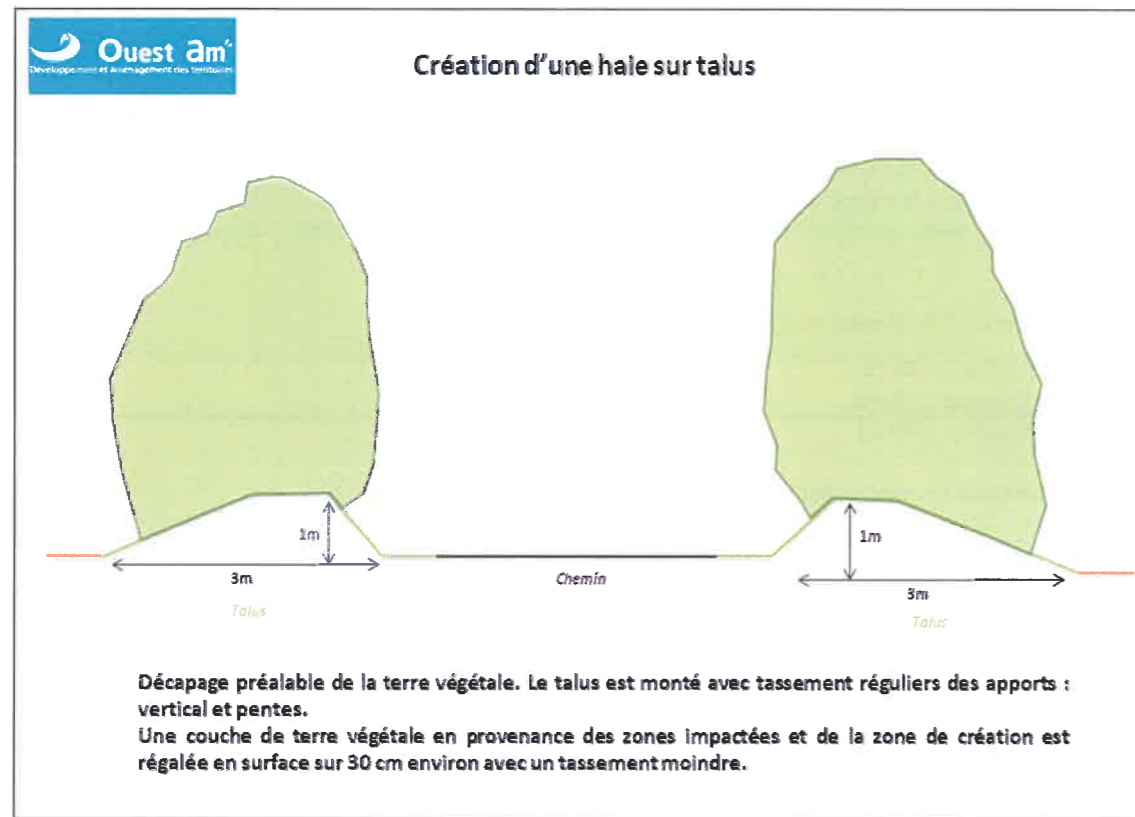 Ouest am'
Développement et Aménagement des territoires
Création d'une haie sur talus
1m
3m
Talus
Chemin
1m
3m
Talus
Décapage préalable de la terre végétale. Le talus est monté avec tassement réguliers des apports :
vertical et pentes.
Une couche de terre végétale en provenance des zones impactées et de la zone de création est
régalée en surface sur 30 cm environ avec un tassement moindre.